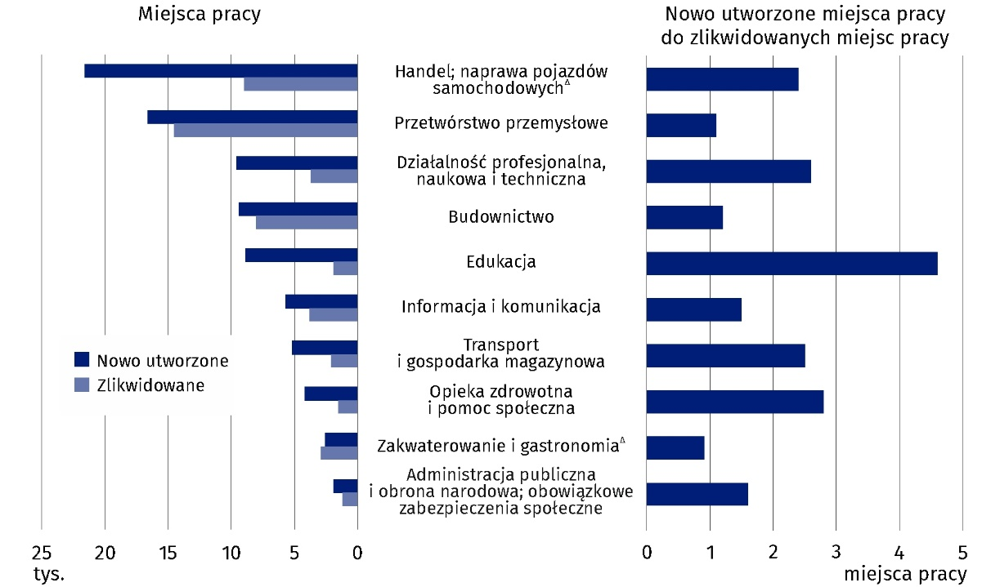 Miejsca pracy
Nowo utworzone miejsca pracy
do zlikwidowanych miejsc pracy
Handel; naprawa pojazdów
samochodowych^Δ
Przetwórstwo przemysłowe
Działalność profesjonalna,
naukowa i techniczna
Budownictwo
Edukacja
Informacja i komunikacja
Transport
i gospodarka magazynowa
Opieka zdrowotna
i pomoc społeczna
Zakwaterowanie i gastronomia^Δ
Administracja publiczna
i obrona narodowa; obowiązkowe
zabezpieczenia społeczne
Nowo utworzone
Zlikwidowane
25 20 15 10 5 0
tys.
0 1 2 3 4 5
miejsca pracy